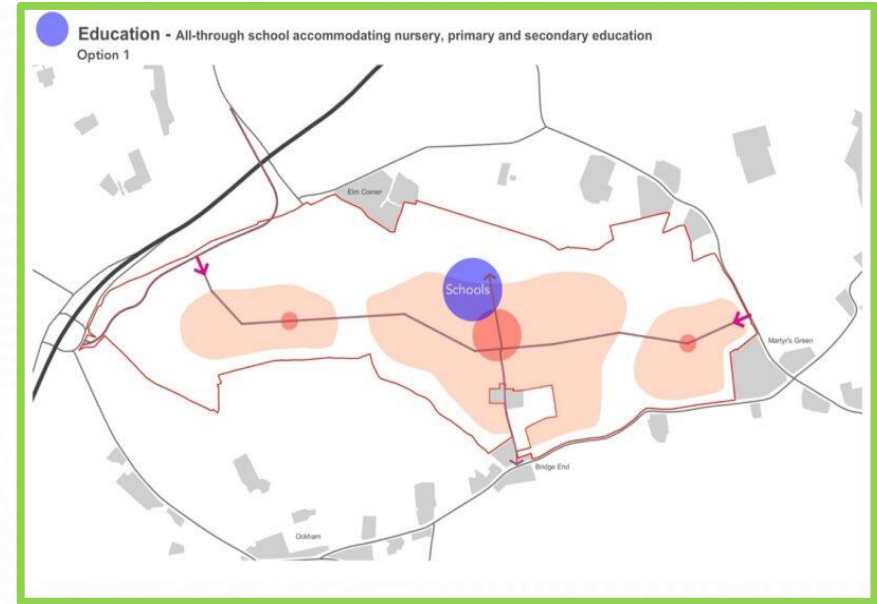 Education - All-through school accommodating nursery, primary and secondary education
Option 1
Elm Corner
Schools
Martyr's Green
Bridge End
Ockham